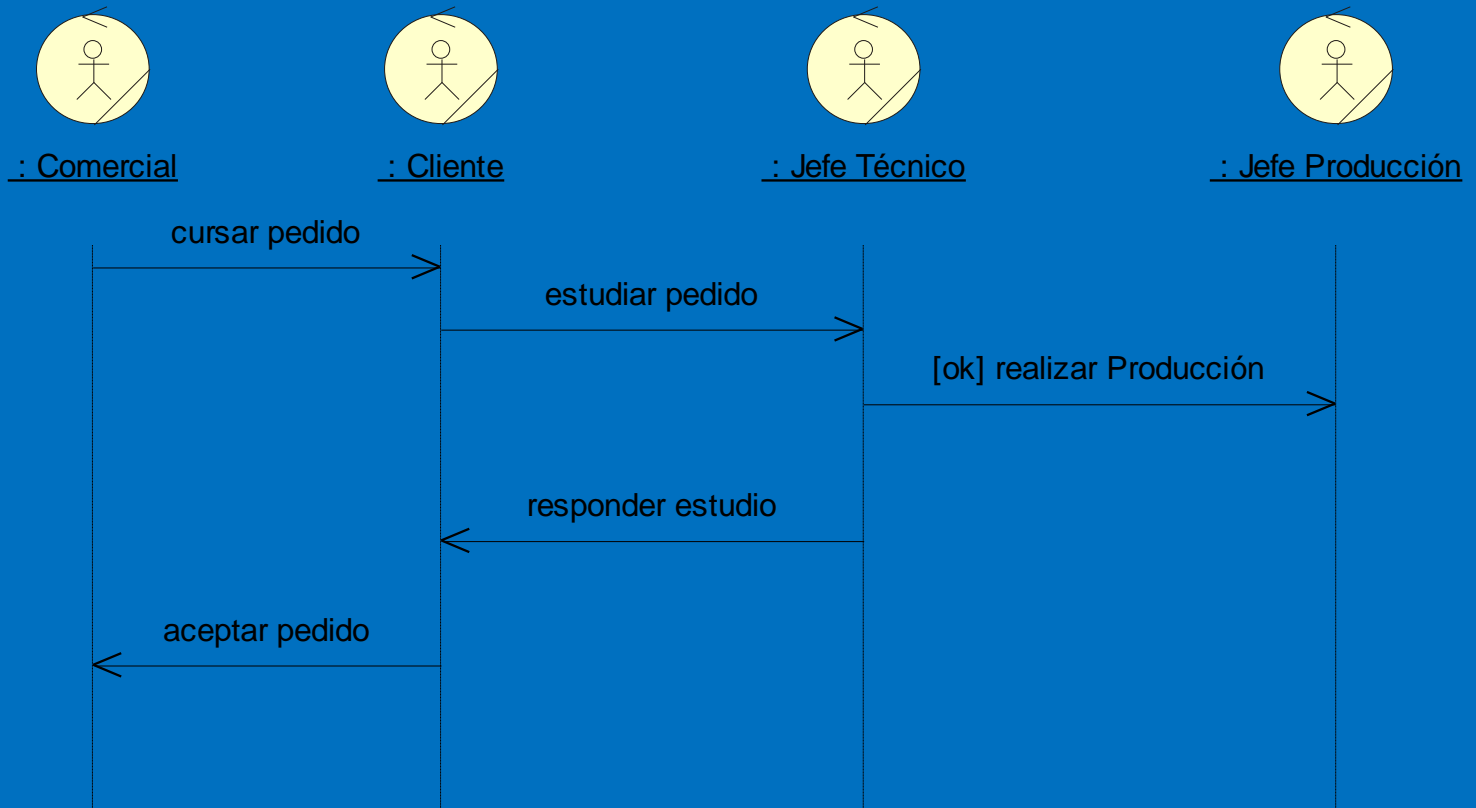 : Comercial
: Cliente
: Jefe Técnico
: Jefe Producción
cursar pedido
estudiar pedido
[ok] realizar Producción
responder estudio
aceptar pedido